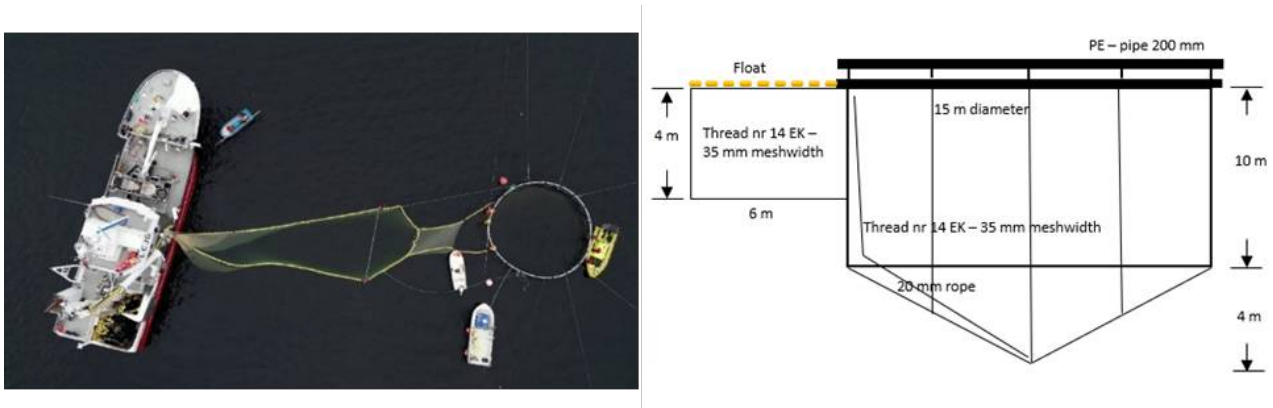 PE – pipe 200 mm
Float
15 m diameter
4 m
Thread nr 14 EK –
35 mm meshwidth
10 m
6 m
Thread nr 14 EK – 35 mm meshwidth
20 mm rope
4 m